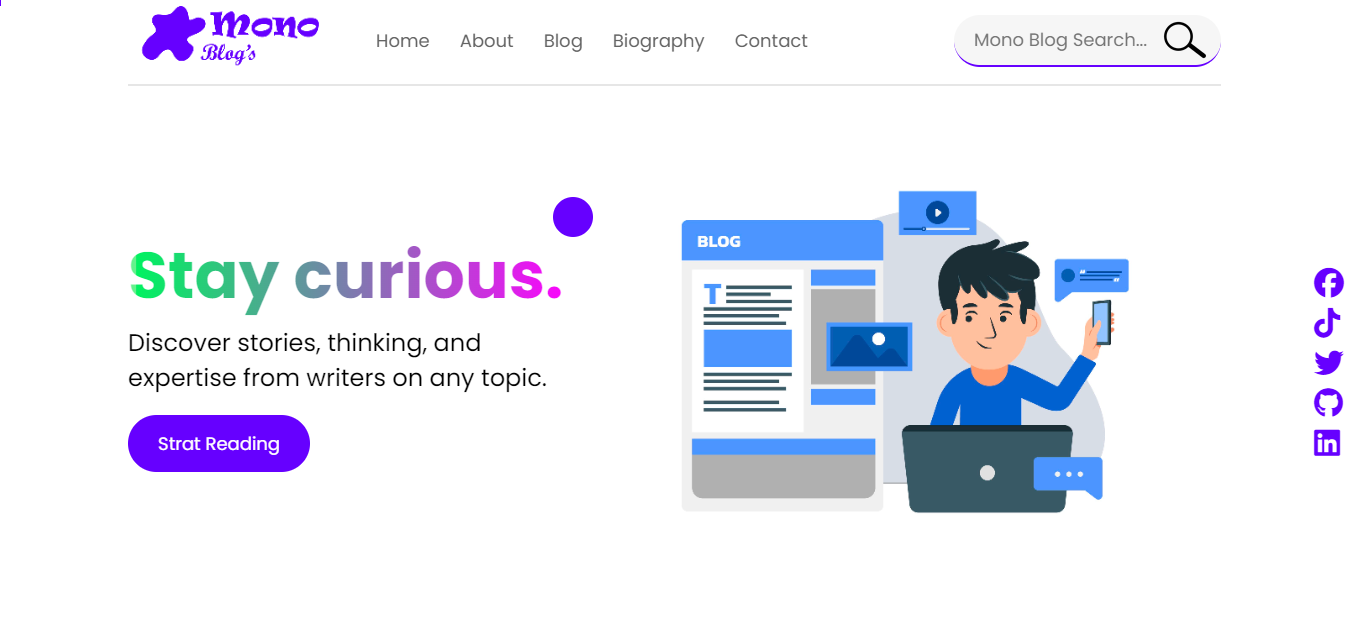 Mono
Blog's
Home About Blog Biography Contact
Mono Blog Search...
BLOG
T
Stay curious.
Discover stories, thinking, and
expertise from writers on any topic.
Strat Reading